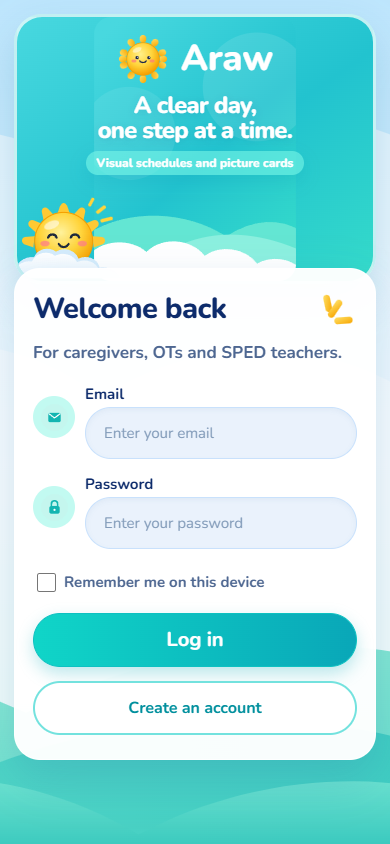 Araw
A clear day,
one step at a time.
Visual schedules and picture cards
Welcome back
For caregivers, OTs and SPED teachers.
Email
Enter your email
Password
Enter your password
Remember me on this device
Log in
Create an account